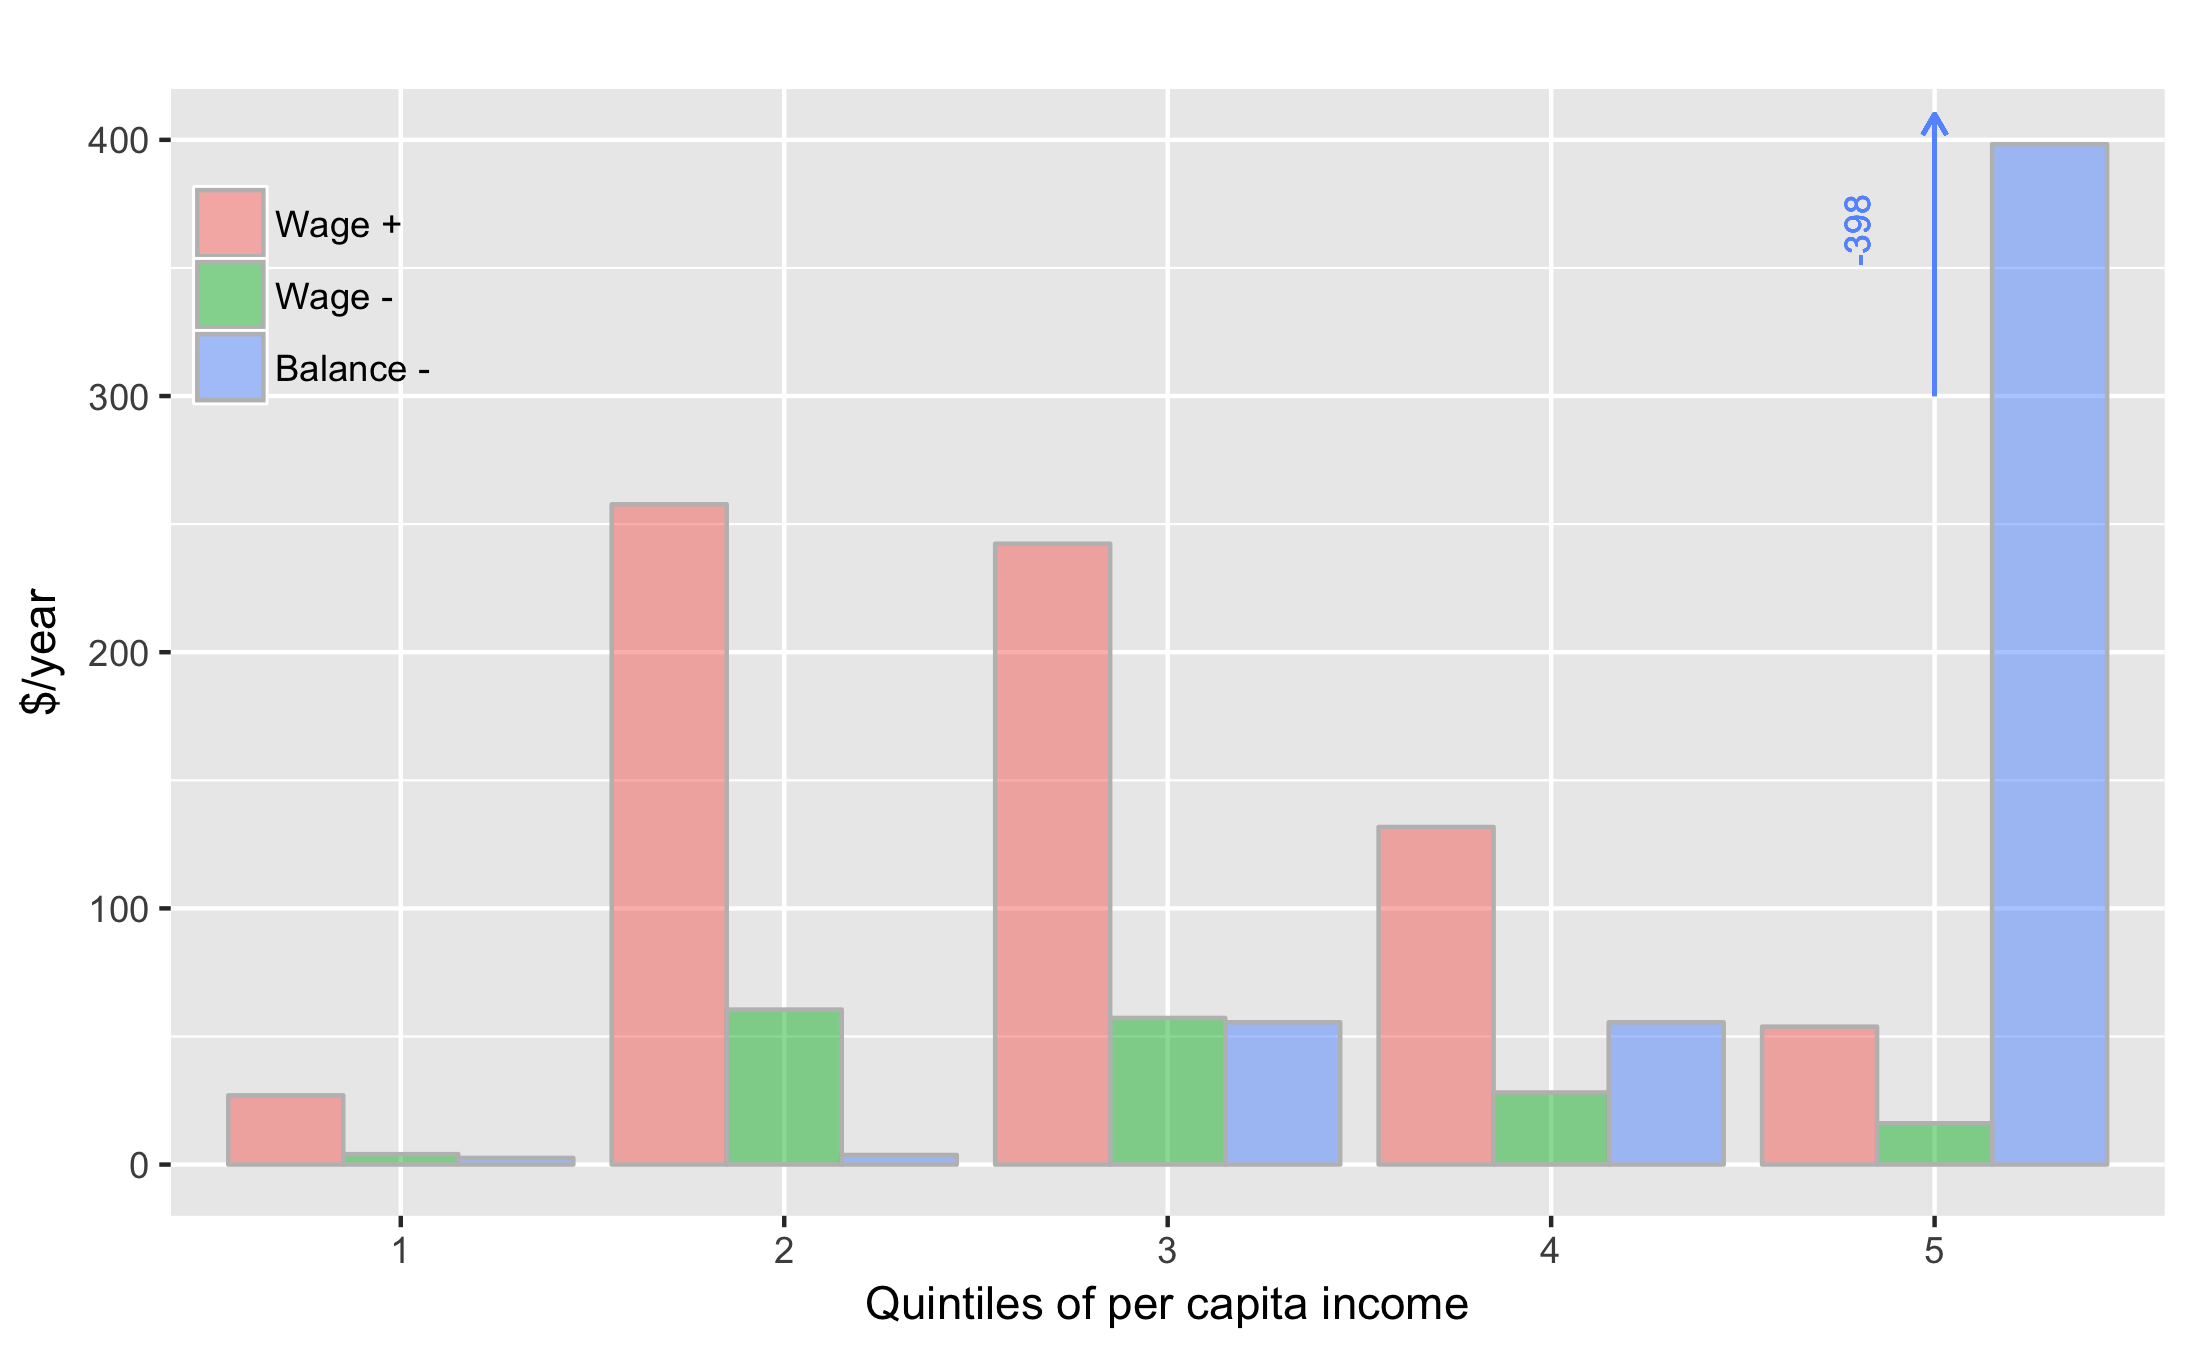 400
300
200
100
0
$/year
Wage +
Wage -
Balance -
-398
1 2 3 4 5
Quintiles of per capita income